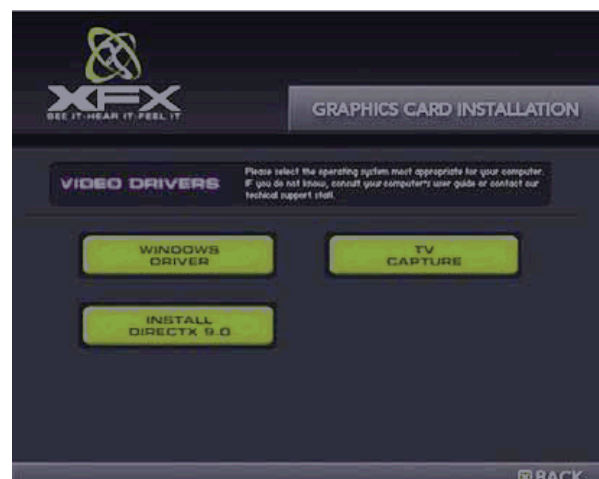 XFX
SEE IT·HEAR IT·FEEL IT
GRAPHICS CARD INSTALLATION
VIDEO DRIVERS
Please select the operating system most appropriate for your computer.
IF you do not know, consult your computer's user guide or contact our
techical support staff.
WINDOWS
DRIVER
TV
CAPTURE
INSTALL
DIRECTX 9.0
BACK